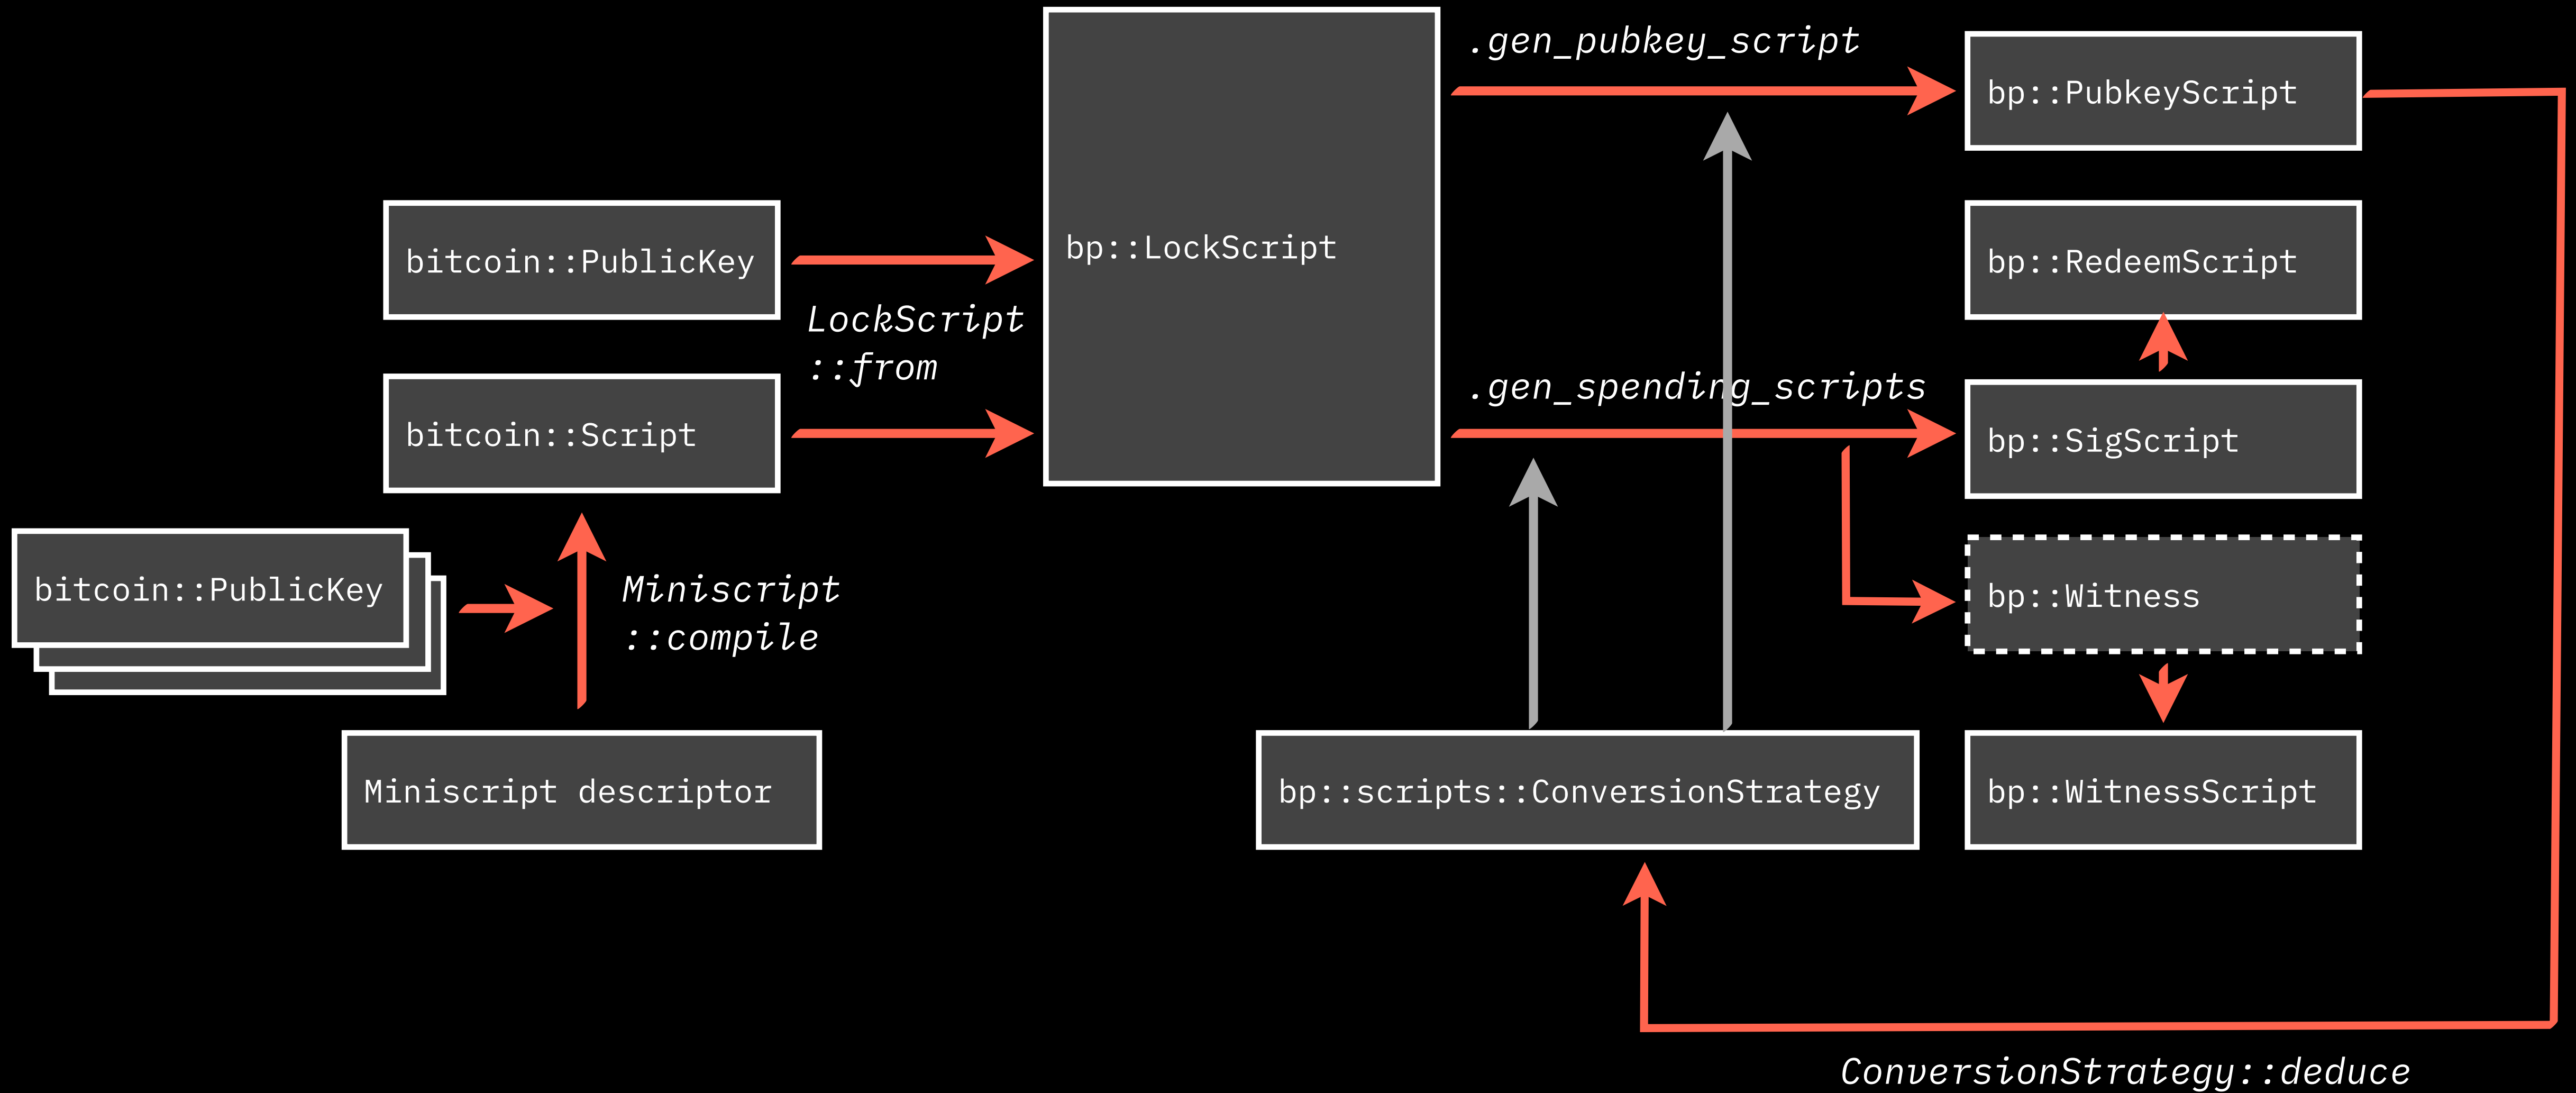 .gen_pubkey_script
bp::PubkeyScript
bitcoin::PublicKey
bp::LockScript
bp::RedeemScript
LockScript
::from
.gen_spending_scripts
bitcoin::Script
bp::SigScript
bitcoin::PublicKey
Miniscript
::compile
bp::Witness
Miniscript descriptor
bp::scripts::ConversionStrategy
bp::WitnessScript
ConversionStrategy::deduce